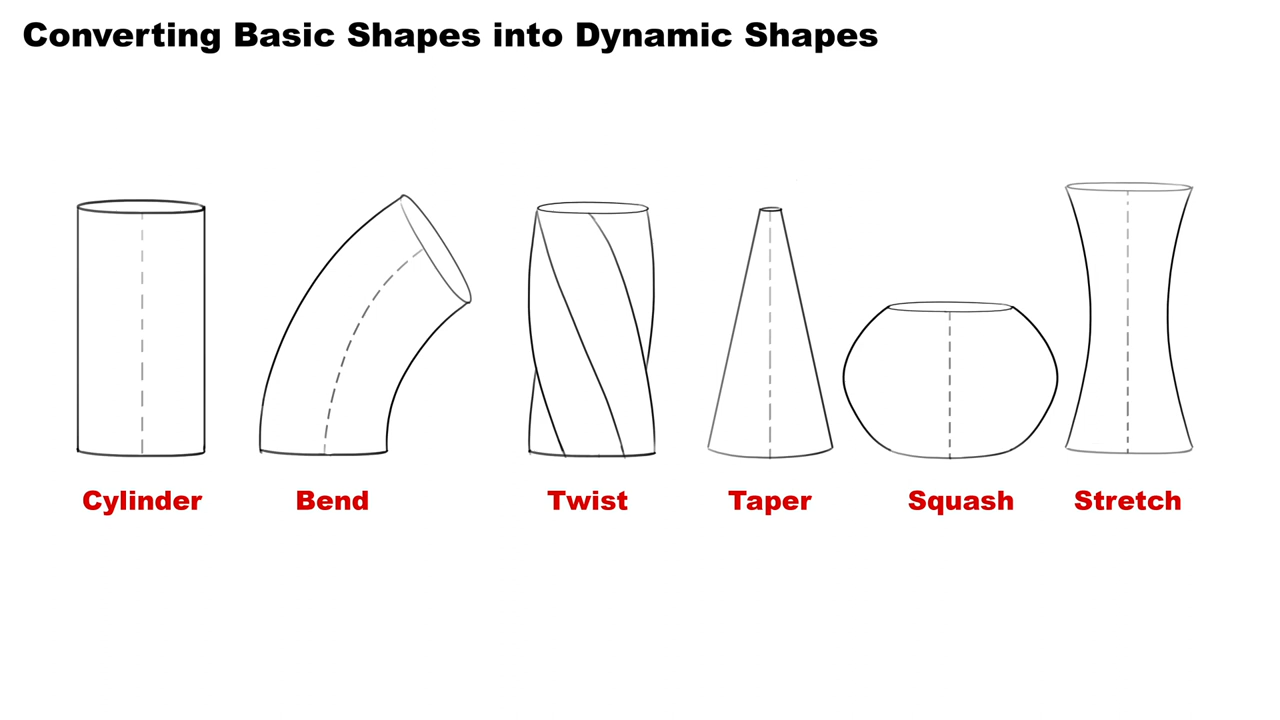 Converting Basic Shapes into Dynamic Shapes
Cylinder Bend Twist Taper Squash Stretch